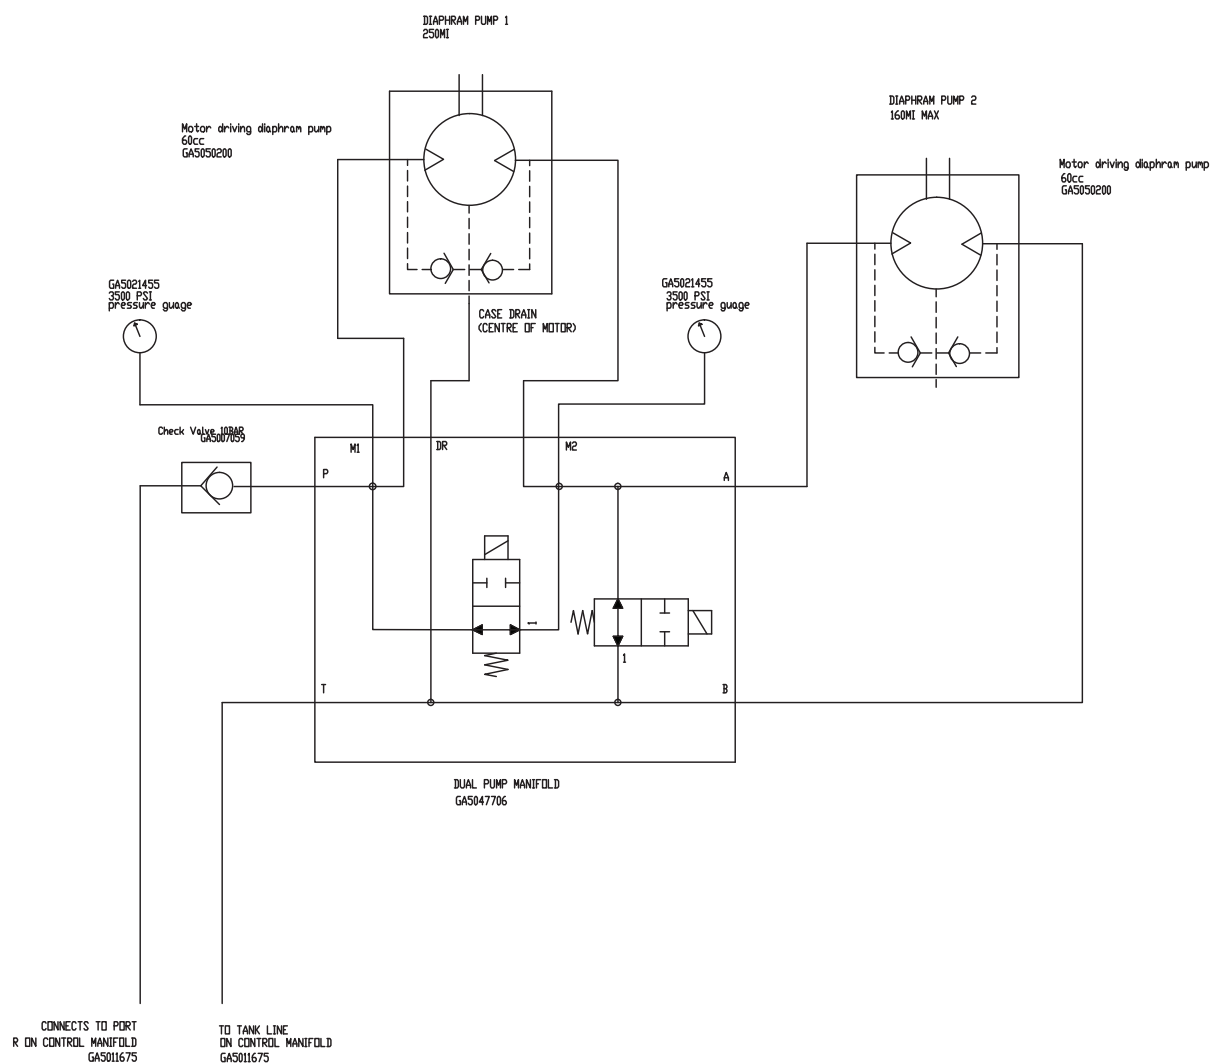 DIAPHRAM PUMP 1
250MI
DIAPHRAM PUMP 2
160MI MAX
Motor driving diaphram pump
60cc
GA5050200
Motor driving diaphram pump
60cc
GA5050200
GA5021455
3500 PSI
pressure guage
GA5021455
3500 PSI
pressure guage
CASE DRAIN
(CENTRE OF MOTOR)
Check Valve 10BAR
GA5007059
M1
DR
M2
P
A
1
1
T
B
DUAL PUMP MANIFOLD
GA5047706
CONNECTS TO PORT
R ON CONTROL MANIFOLD
GA5011675
TO TANK LINE
ON CONTROL MANIFOLD
GA5011675